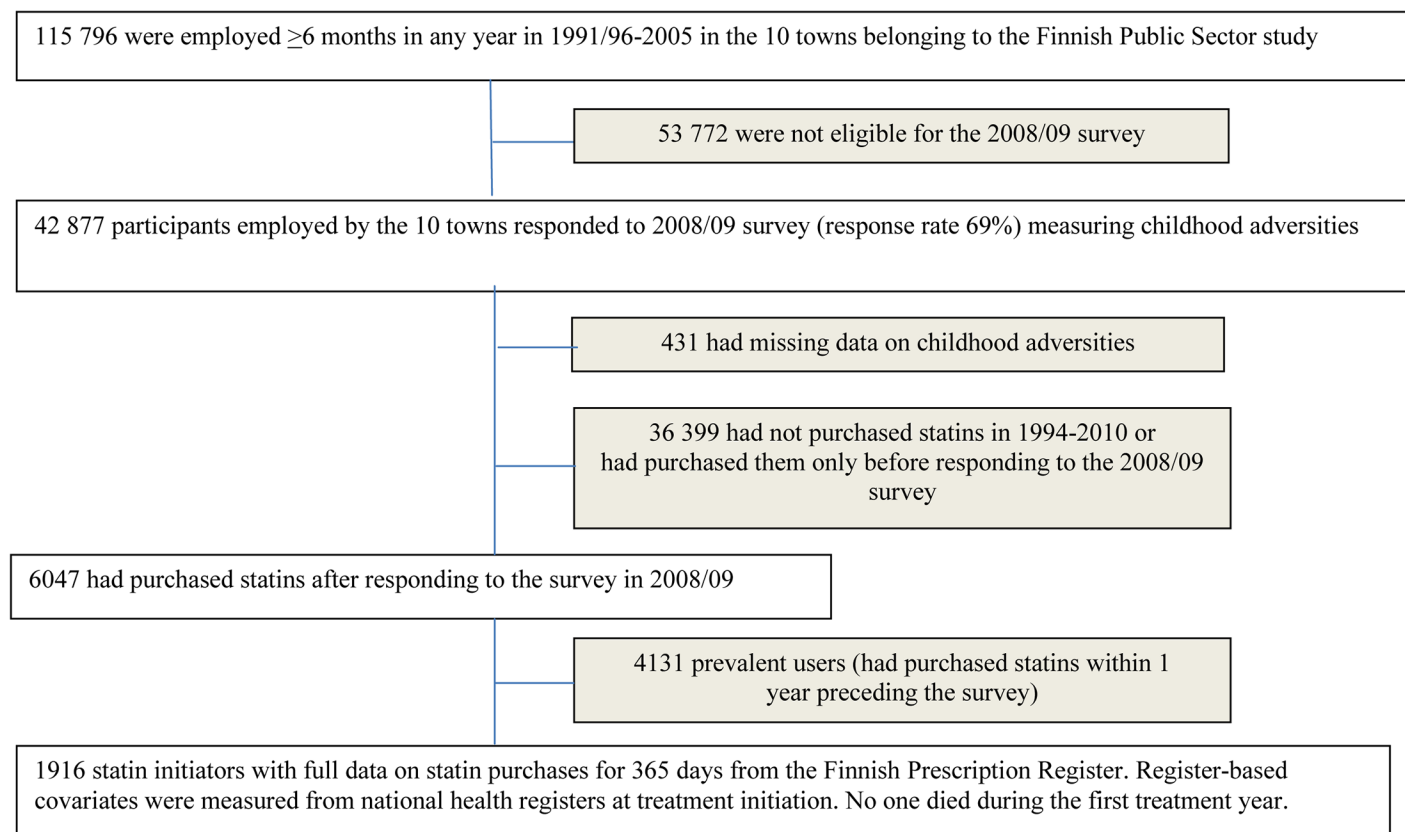 115 796 were employed ≥6 months in any year in 1991/96-2005 in the 10 towns belonging to the Finnish Public Sector study
53 772 were not eligible for the 2008/09 survey
42 877 participants employed by the 10 towns responded to 2008/09 survey (response rate 69%) measuring childhood adversities
431 had missing data on childhood adversities
36 399 had not purchased statins in 1994-2010 or
had purchased them only before responding to the 2008/09
survey
6047 had purchased statins after responding to the survey in 2008/09
4131 prevalent users (had purchased statins within 1
year preceding the survey)
1916 statin initiators with full data on statin purchases for 365 days from the Finnish Prescription Register. Register-based
covariates were measured from national health registers at treatment initiation. No one died during the first treatment year.